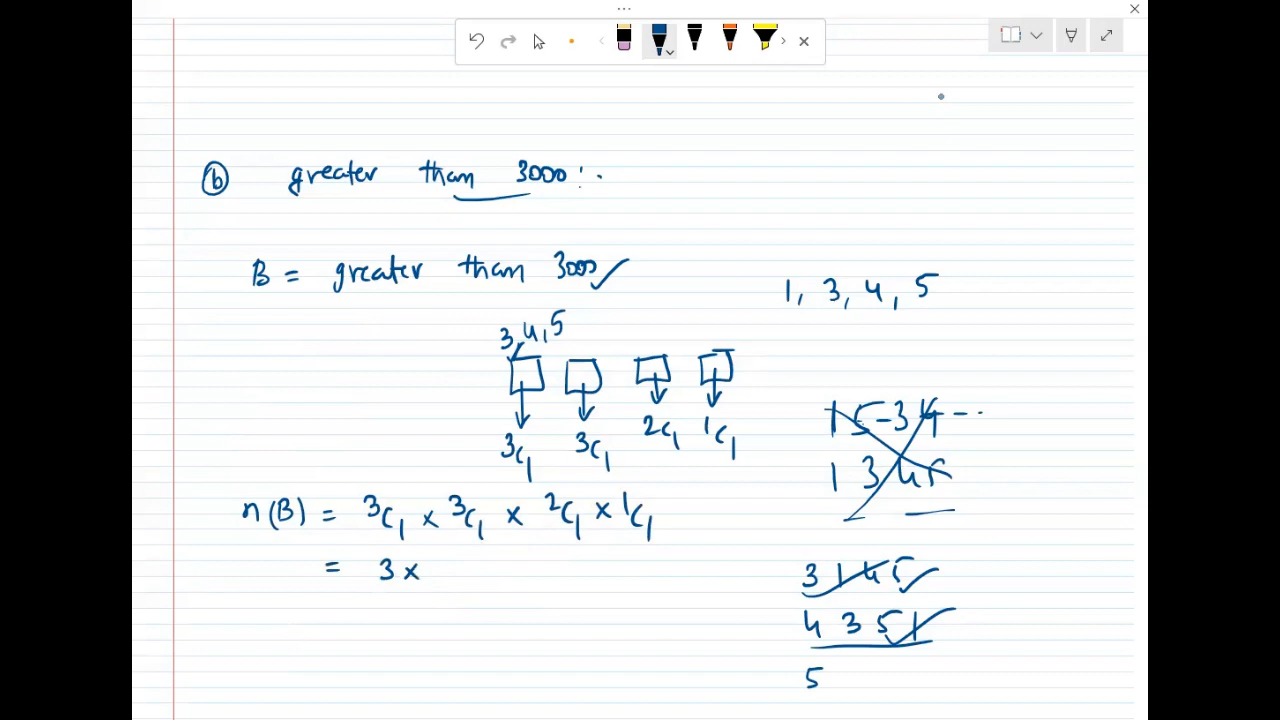 (b) greater than 3000 :.
B = greater than 3000 ✓
1, 3, 4, 5
3, 4, 5
3C1 3C1 2C1 1C1
1 5 - 3 4 - - .
1 3 4 5
n(B) = 3C1 × 3C1 × 2C1 × 1C1
= 3 ×
3 1 4 5 ✓
4 3 5 1 ✓
5